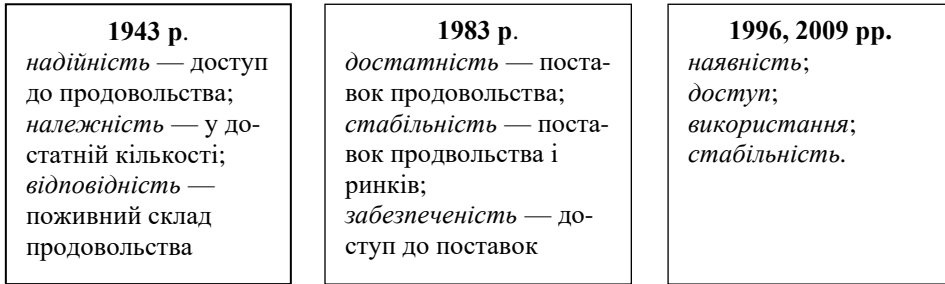 1943 р.
надійність — доступ
до продовольства;
належність — у до-
статній кількості;
відповідність —
поживний склад
продовольства
1983 р.
достатність — поста-
вок продовольства;
стабільність — поста-
вок продвольства і
ринків;
забезпеченість — до-
ступ до поставок
1996, 2009 рр.
наявність;
доступ;
використання;
стабільність.